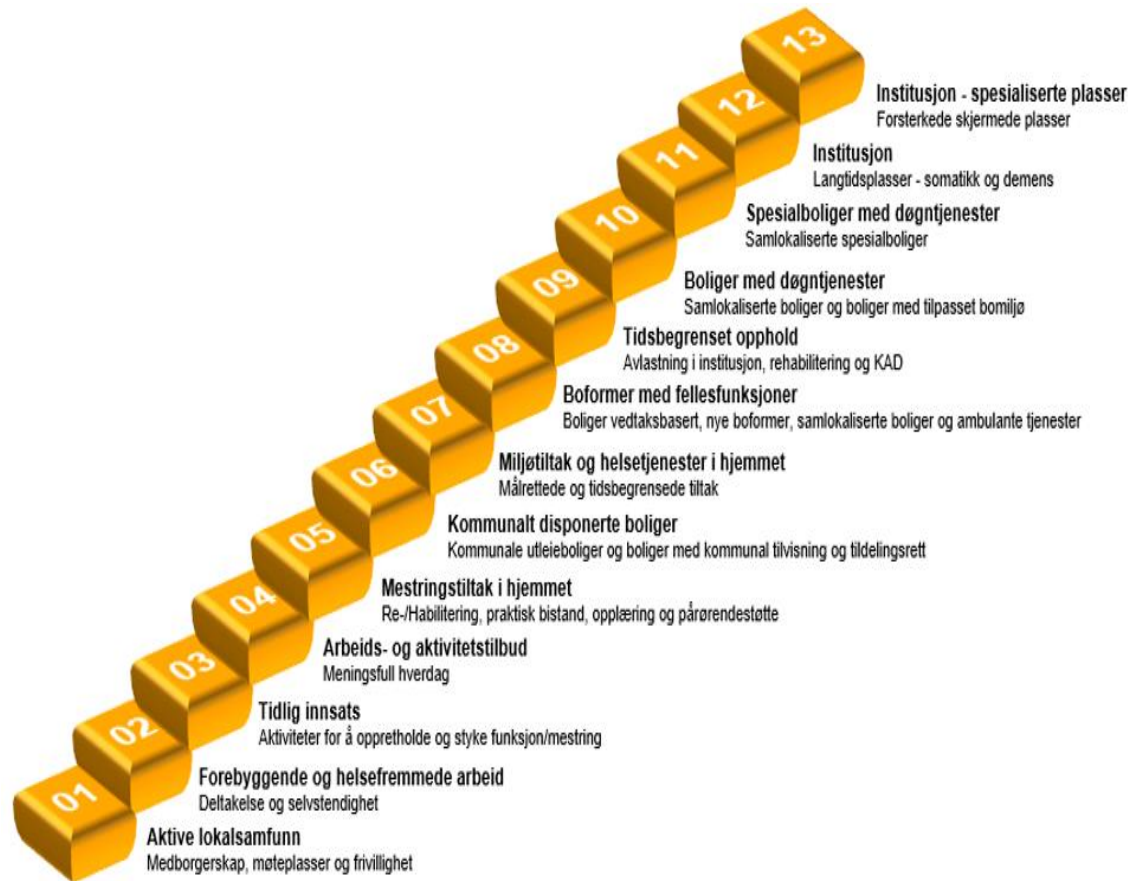 13
Institusjon - spesialiserte plasser
Forsterkede skjermede plasser
12
Institusjon
Langtidsplasser - somatikk og demens
11
Spesialboliger med døgntjenester
Samlokaliserte spesialboliger
10
Boliger med døgntjenester
Samlokaliserte boliger og boliger med tilpasset bomiljø
09
Tidsbegrenset opphold
Avlastning i institusjon, rehabilitering og KAD
08
Boformer med fellesfunksjoner
Boliger vedtaksbasert, nye boformer, samlokaliserte boliger og ambulante tjenester
07
Miljøtiltak og helsetjenester i hjemmet
Målrettede og tidsbegrensede tiltak
06
Kommunalt disponerte boliger
Kommunale utleieboliger og boliger med kommunal tilvisning og tildelingsrett
05
Mestringstiltak i hjemmet
Re-/Habilitering, praktisk bistand, opplæring og pårørendestøtte
04
Arbeids- og aktivitetstilbud
Meningsfull hverdag
03
Tidlig innsats
Aktiviteter for å oppretholde og styke funksjon/mestring
02
Forebyggende og helsefremmede arbeid
Deltakelse og selvstendighet
01
Aktive lokalsamfunn
Medborgerskap, møteplasser og frivillighet